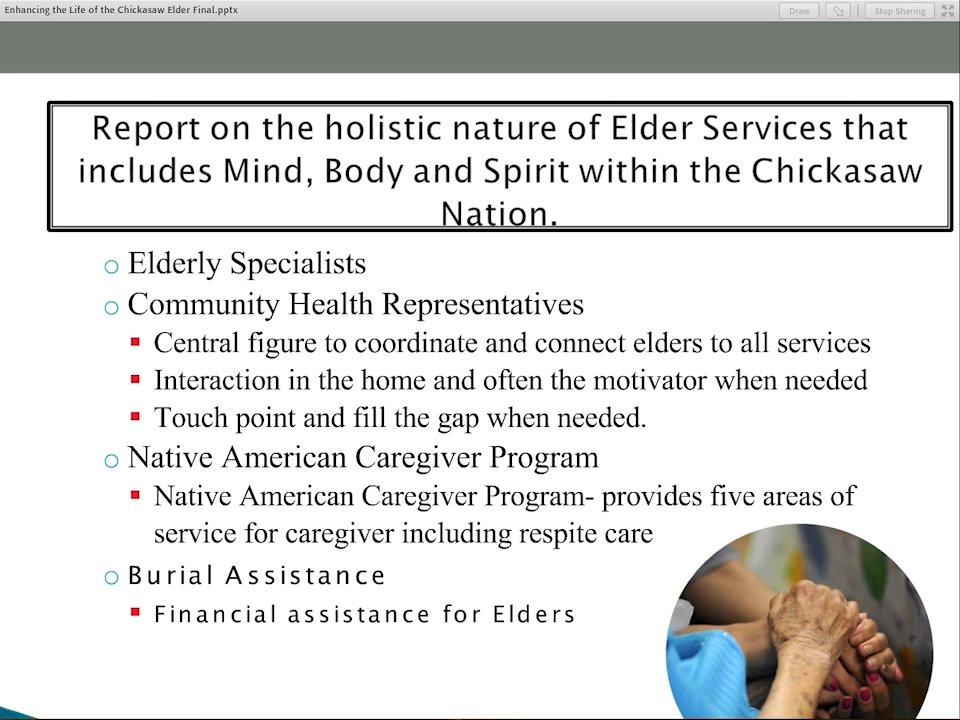 Enhancing the Life of the Chickasaw Elder Final.pptx
Draw
Stop Sharing
Report on the holistic nature of Elder Services that
includes Mind, Body and Spirit within the Chickasaw
Nation.
Elderly Specialists
Community Health Representatives
Central figure to coordinate and connect elders to all services
Interaction in the home and often the motivator when needed
Touch point and fill the gap when needed.
Native American Caregiver Program
Native American Caregiver Program- provides five areas of
service for caregiver including respite care
Burial Assistance
Financial assistance for Elders